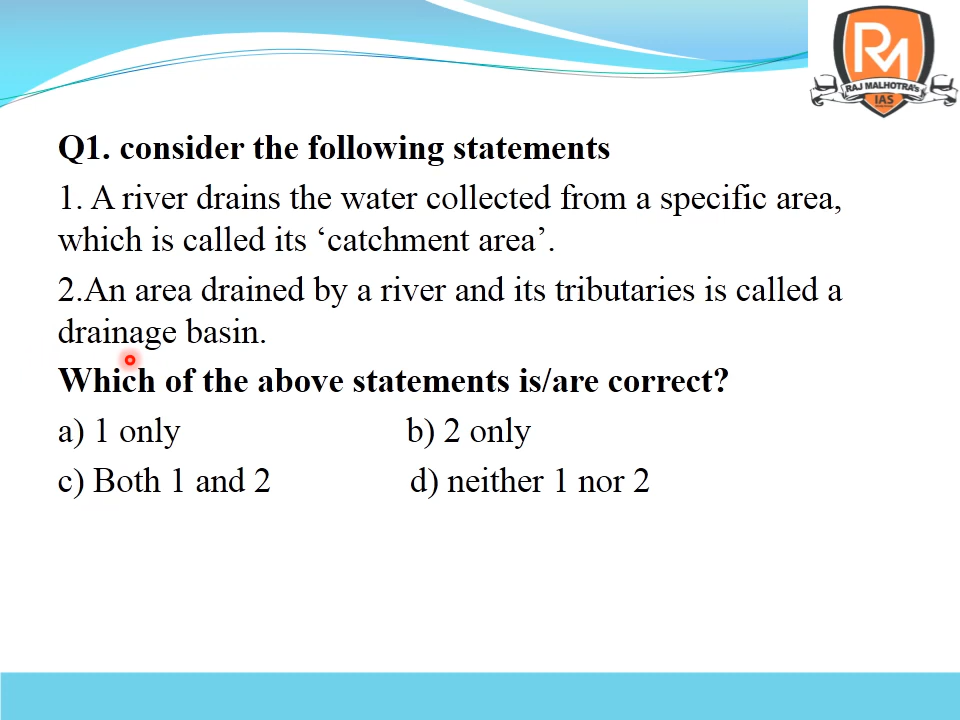 RM
RAJ MALHOTRA's
IAS
Q1. consider the following statements
1. A river drains the water collected from a specific area,
which is called its ‘catchment area’.
2.An area drained by a river and its tributaries is called a
drainage basin.
Which of the above statements is/are correct?
a) 1 only b) 2 only
c) Both 1 and 2 d) neither 1 nor 2